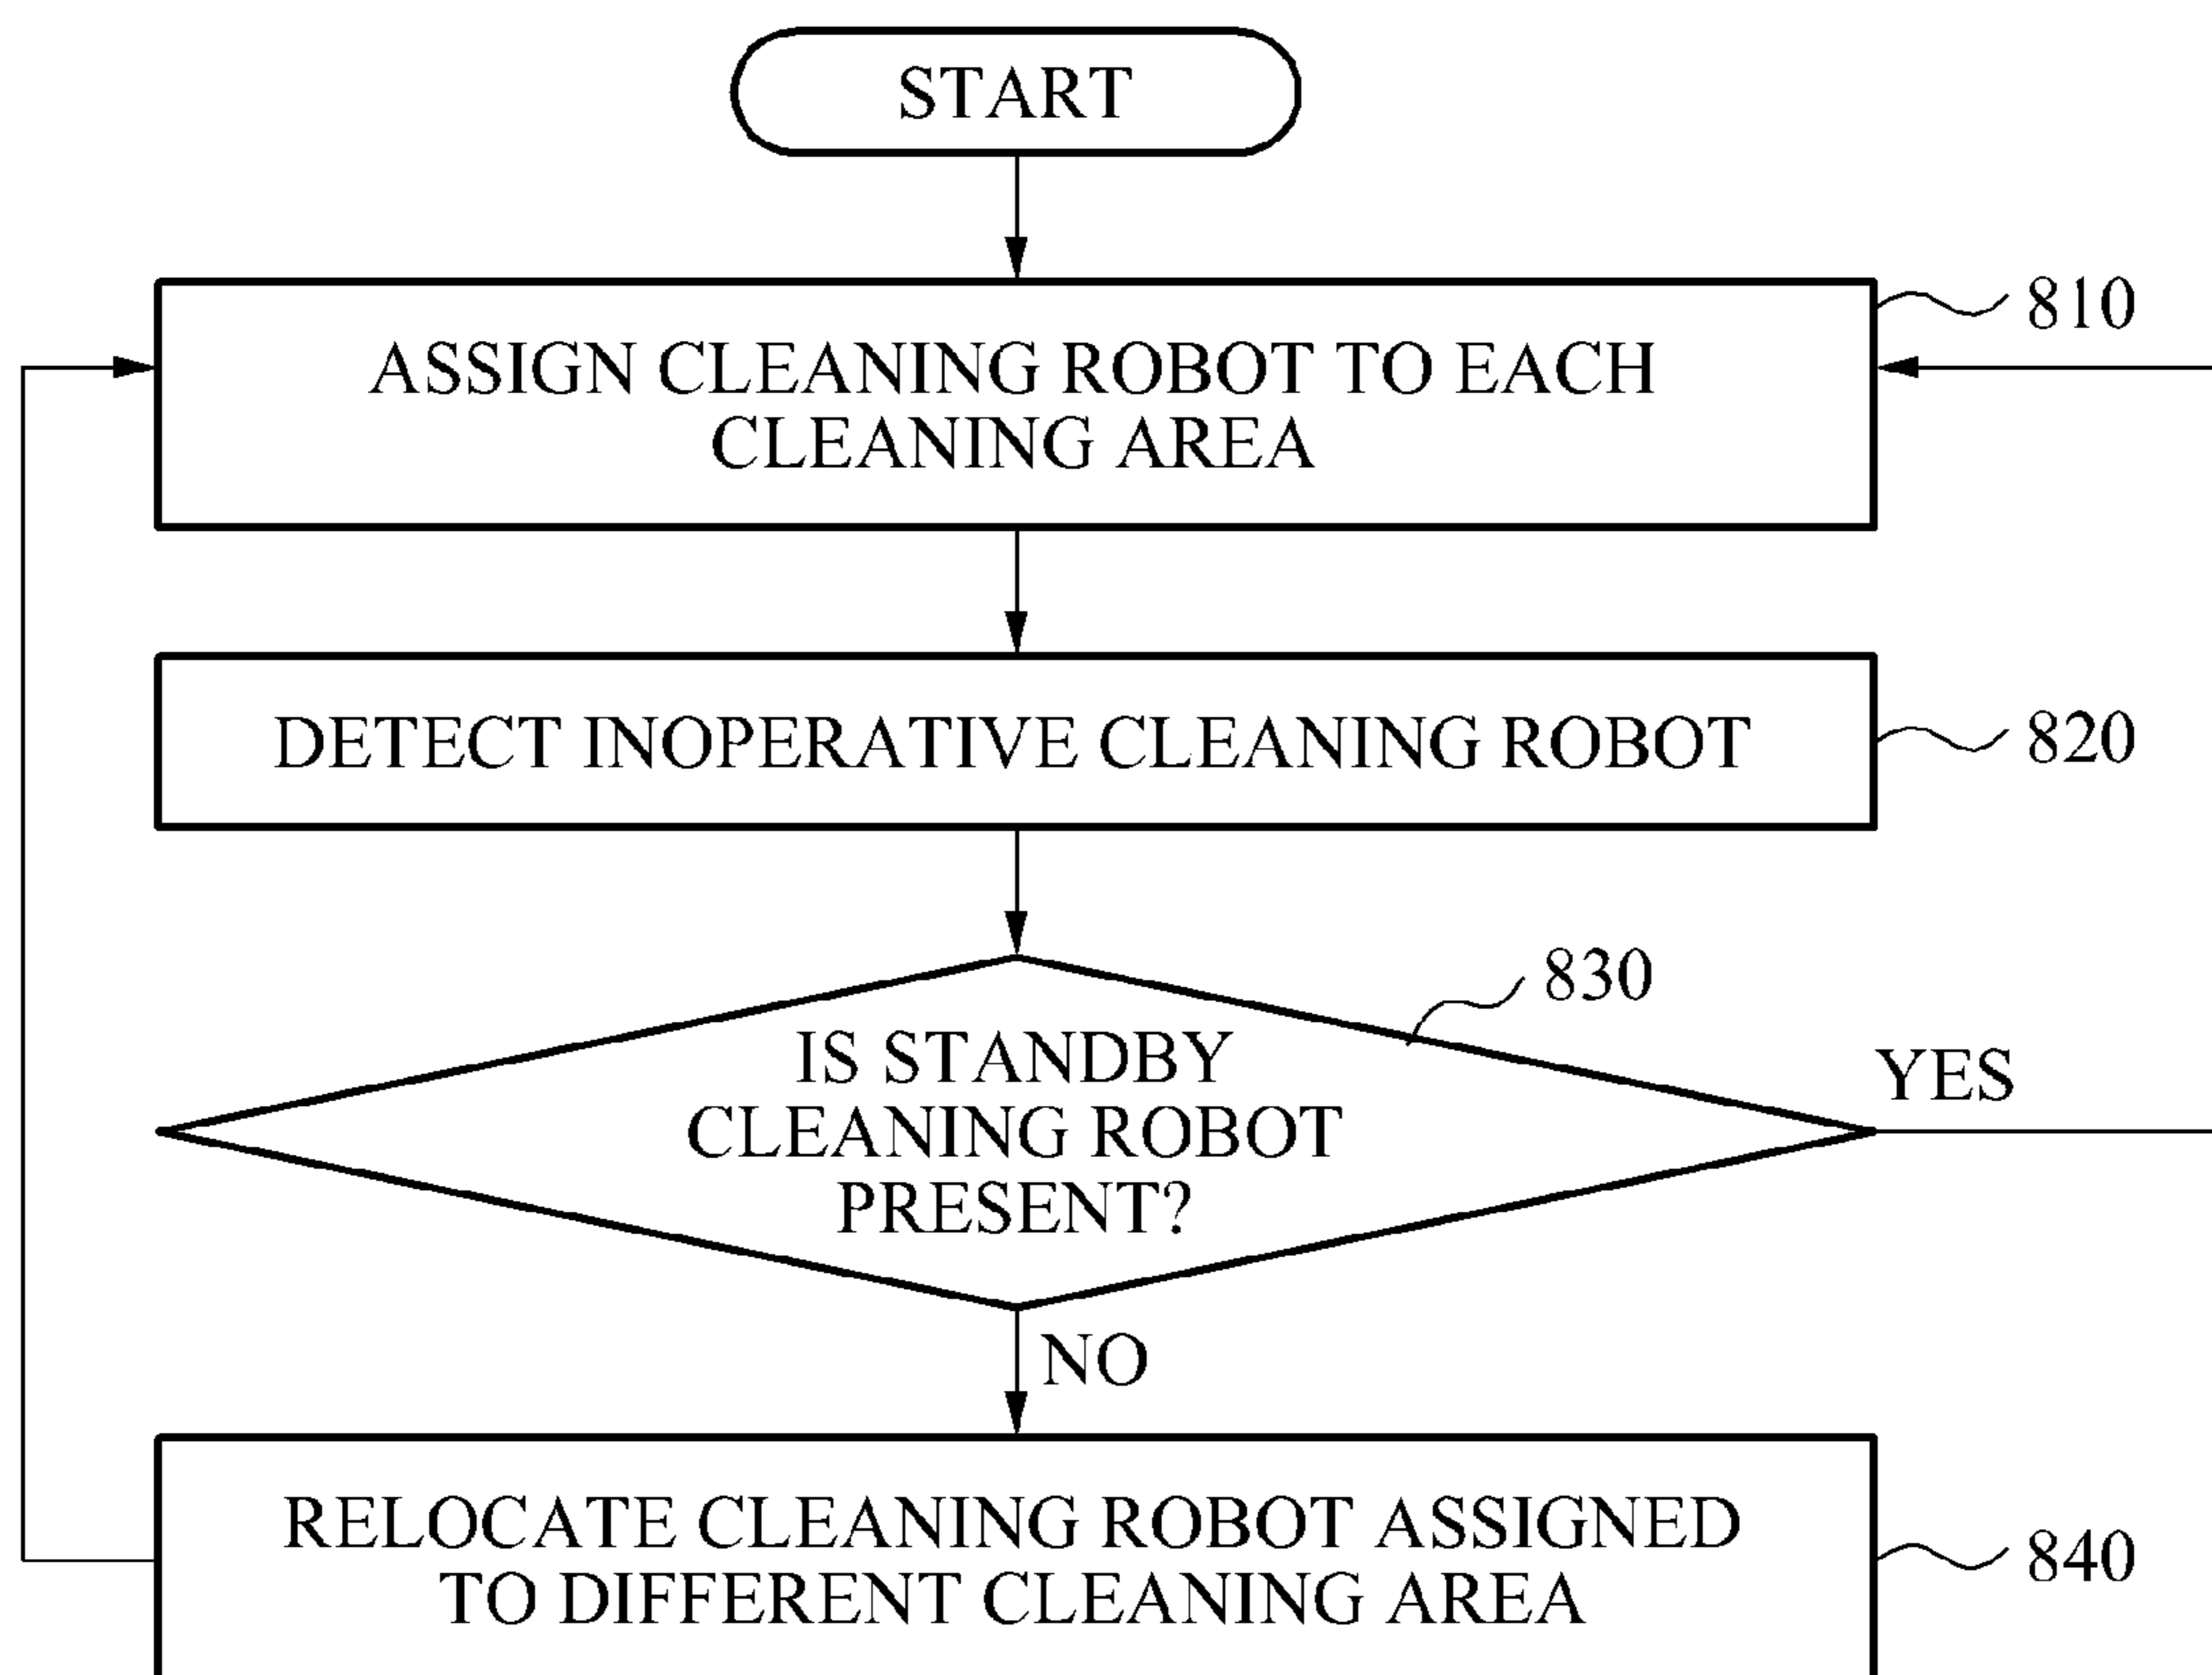 START
810
ASSIGN CLEANING ROBOT TO EACH
CLEANING AREA
DETECT INOPERATIVE CLEANING ROBOT
820
830
IS STANDBY
CLEANING ROBOT
PRESENT?
YES
NO
RELOCATE CLEANING ROBOT ASSIGNED
TO DIFFERENT CLEANING AREA
840